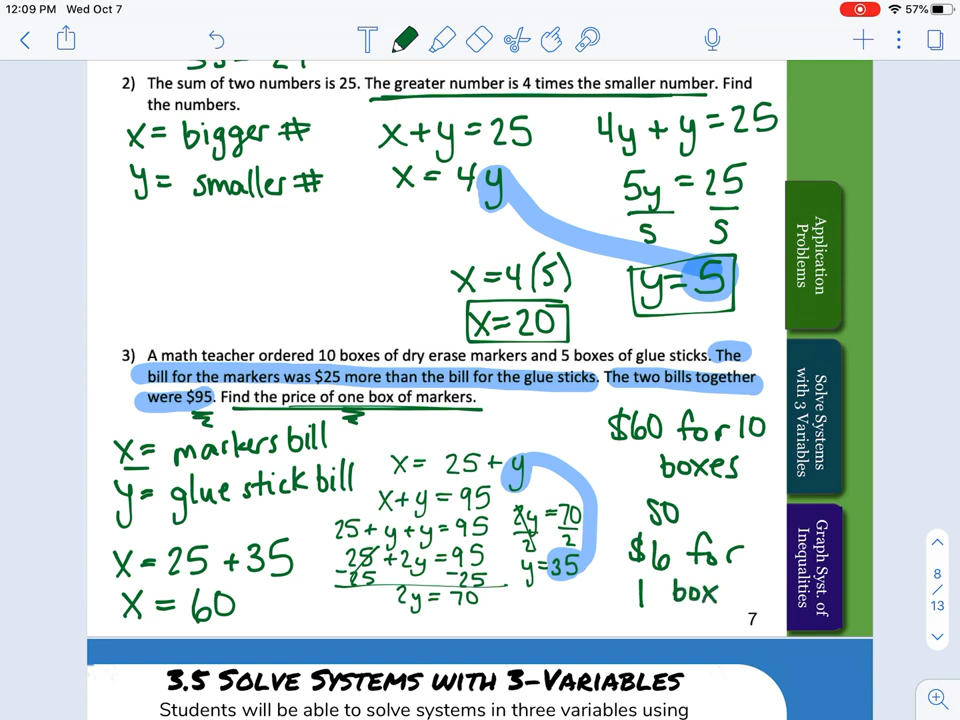 12:09 PM Wed Oct 7
57%
2) The sum of two numbers is 25. The greater number is 4 times the smaller number. Find
the numbers.
x = bigger #
y = smaller #
x + y = 25
x = 4y
4y + y = 25
5y = 25
5 5
y = 5
x = 4(5)
x = 20
3) A math teacher ordered 10 boxes of dry erase markers and 5 boxes of glue sticks. The
bill for the markers was $25 more than the bill for the glue sticks. The two bills together
were $95. Find the price of one box of markers.
x = markers bill
y = glue stick bill
x = 25 + 35
x = 60
x = 25 + y
x + y = 95
25 + y + y = 95
25 + 2y = 95
-25 -25
2y = 70
2y = 70
2 2
y = 35
$60 for 10
boxes
so
$6 for
1 box
7
Application
Problems
Solve Systems
with 3 Variables
Graph Syst. of
Inequalities
8
/
13
3.5 Solve Systems with 3-Variables
Students will be able to solve systems in three variables using